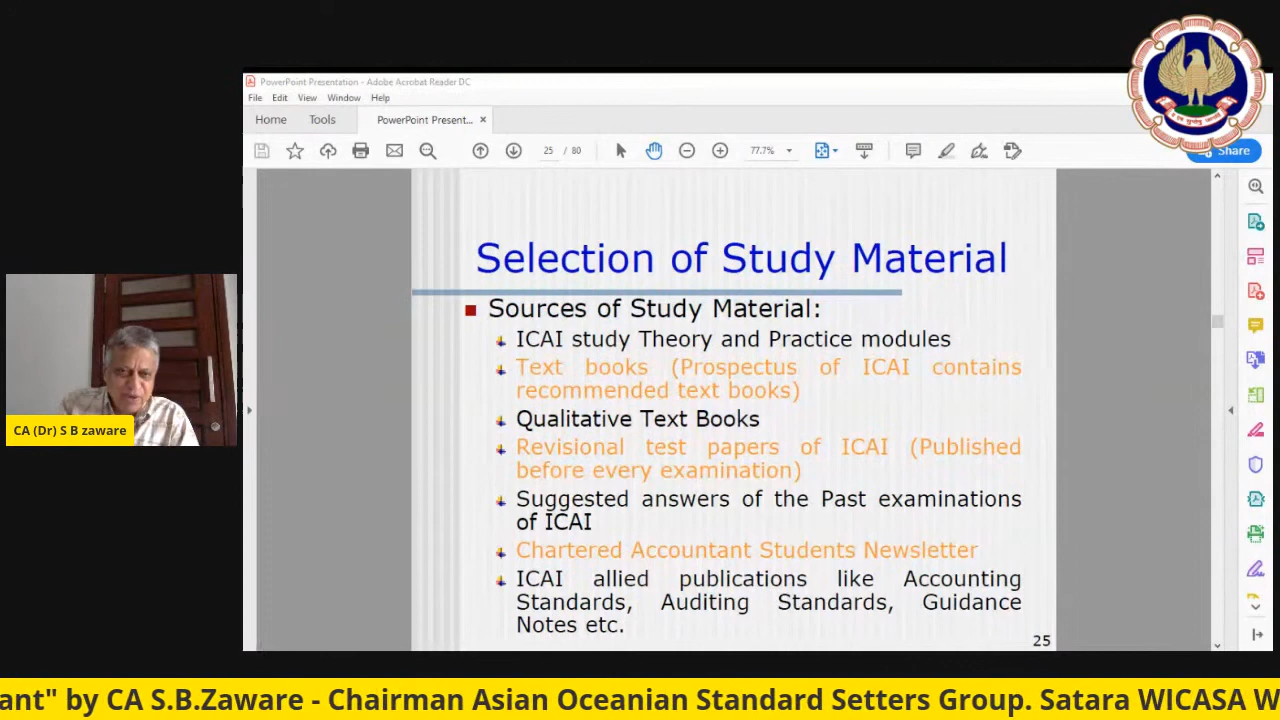 PowerPoint Presentation - Adobe Acrobat Reader DC
File Edit View Window Help
Home Tools PowerPoint Present... ×
25 / 80 77.7% Share
Selection of Study Material
Sources of Study Material:
ICAI study Theory and Practice modules
Text books (Prospectus of ICAI contains
recommended text books)
Qualitative Text Books
Revisional test papers of ICAI (Published
before every examination)
Suggested answers of the Past examinations
of ICAI
Chartered Accountant Students Newsletter
ICAI allied publications like Accounting
Standards, Auditing Standards, Guidance
Notes etc.
25
CA (Dr) S B zaware
ant" by CA S.B.Zaware - Chairman Asian Oceanian Standard Setters Group. Satara WICASA W